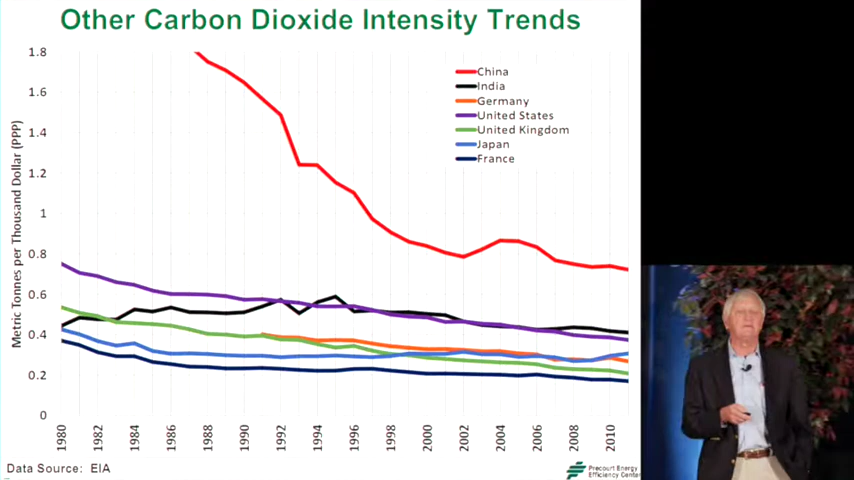 Other Carbon Dioxide Intensity Trends
Metric Tonnes per Thousand Dollar (PPP)
1.8
1.6
1.4
1.2
1
0.8
0.6
0.4
0.2
0
China
India
Germany
United States
United Kingdom
Japan
France
1980
1982
1984
1986
1988
1990
1992
1994
1996
1998
2000
2002
2004
2006
2008
2010
Data Source: EIA
Precourt Energy
Efficiency Center